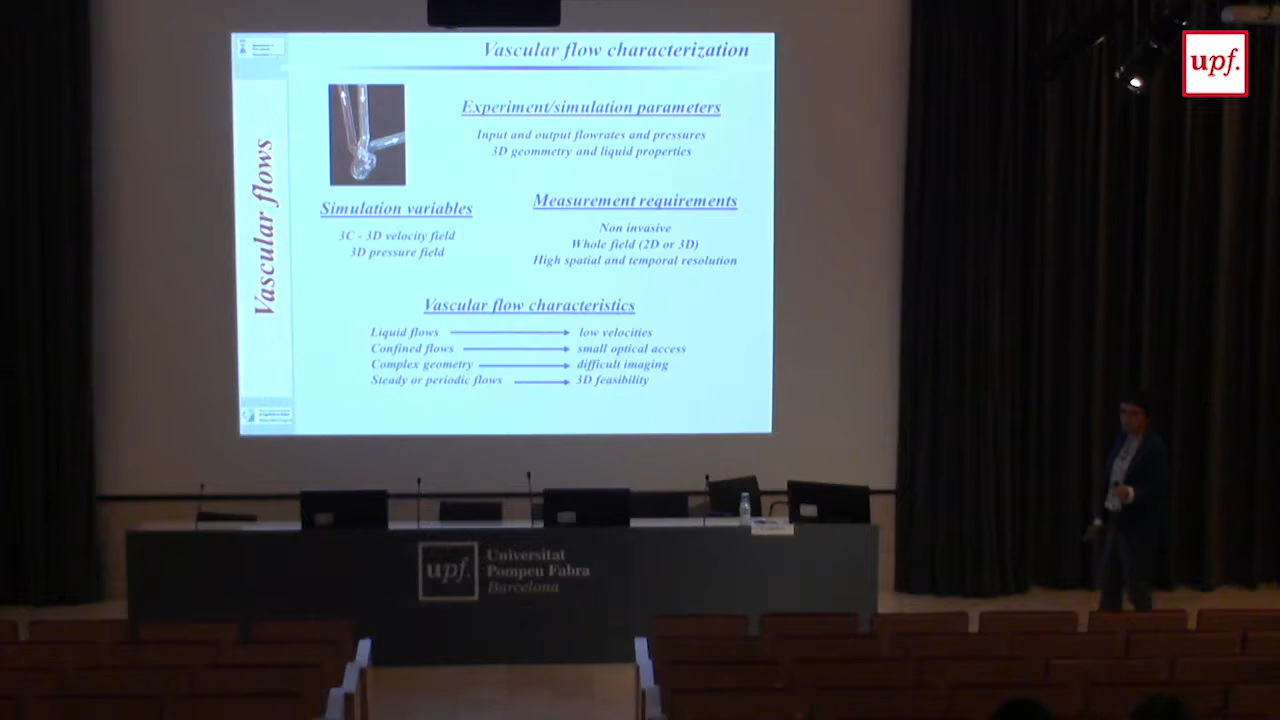 Vascular flow characterization
upf.
Vascular flows
Experiment/simulation parameters
Input and output flowrates and pressures
3D geommetry and liquid properties
Simulation variables
3C - 3D velocity field
3D pressure field
Measurement requirements
Non invasive
Whole field (2D or 3D)
High spatial and temporal resolution
Vascular flow characteristics
Liquid flows
low velocities
Confined flows
small optical access
Complex geometry
difficult imaging
Steady or periodic flows
3D feasibility
upf.
Universitat
Pompeu Fabra
Barcelona